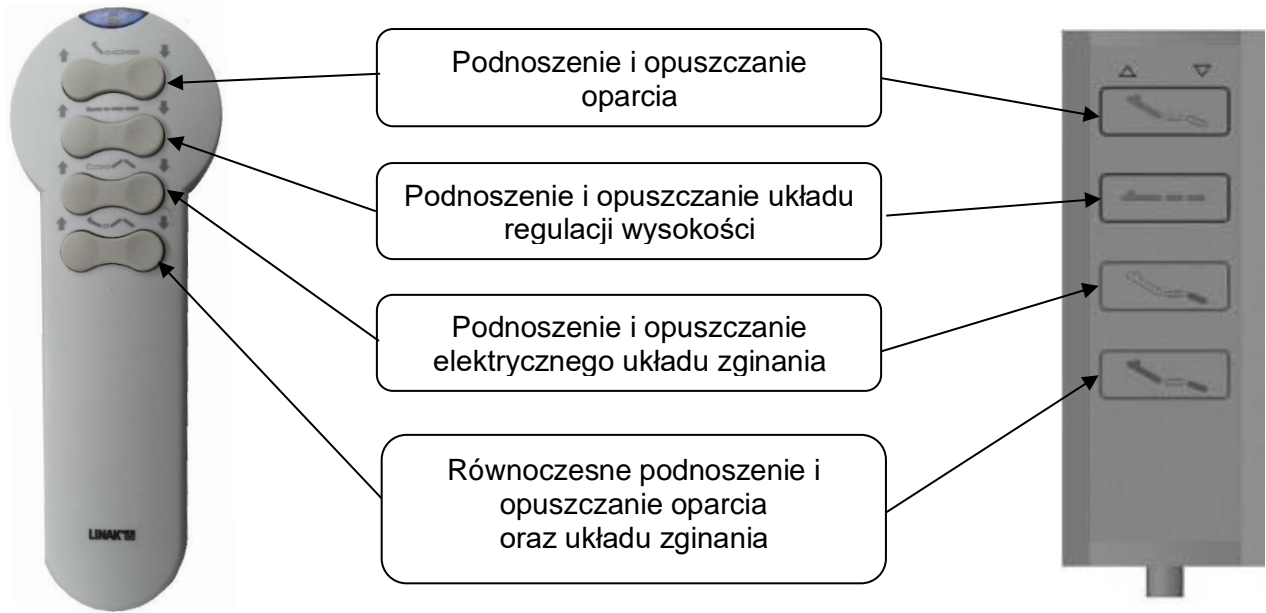 Podnoszenie i opuszczanie
oparcia
Podnoszenie i opuszczanie układu
regulacji wysokości
Podnoszenie i opuszczanie
elektrycznego układu zginania
Równoczesne podnoszenie i
opuszczanie oparcia
oraz układu zginania
LINAK